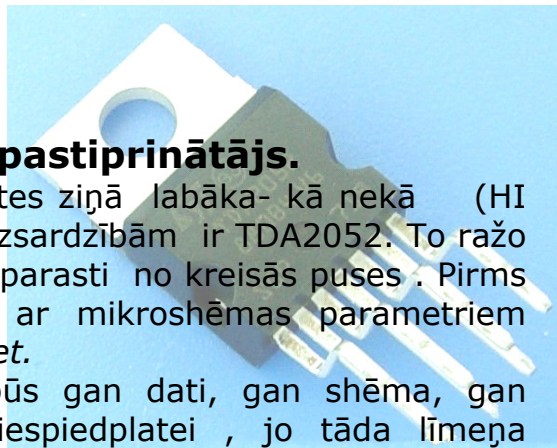 pastiprinātājs.
tes ziņā labāka- kā nekā (HI
zsardzībām ir TDA2052. To ražo
parasti no kreisās puses . Pirms
ar mikroshēmas parametriem
et.
ūs gan dati, gan shēma, gan
iespiedplatei , jo tāda līmeņa